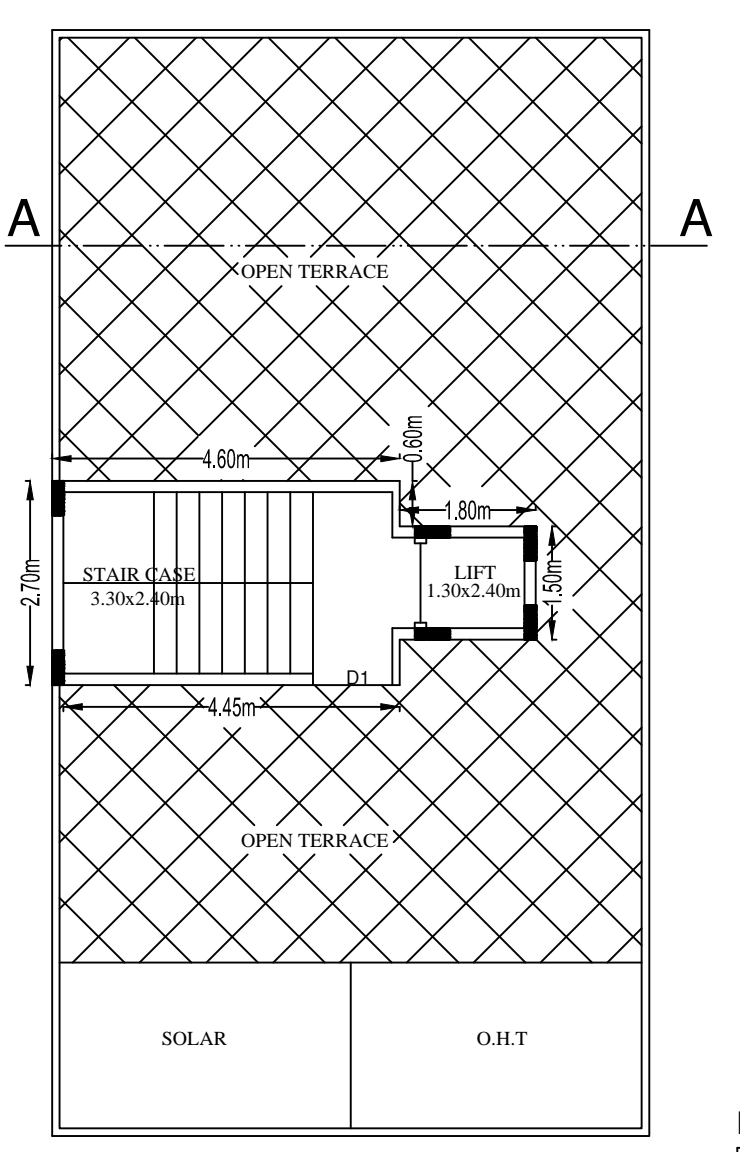 A
A
OPEN TERRACE
4.60m
0.60m
1.80m
2.70m
STAIR CASE
3.30x2.40m
LIFT
1.30x2.40m
1.50m
D1
4.45m
OPEN TERRACE
SOLAR
O.H.T